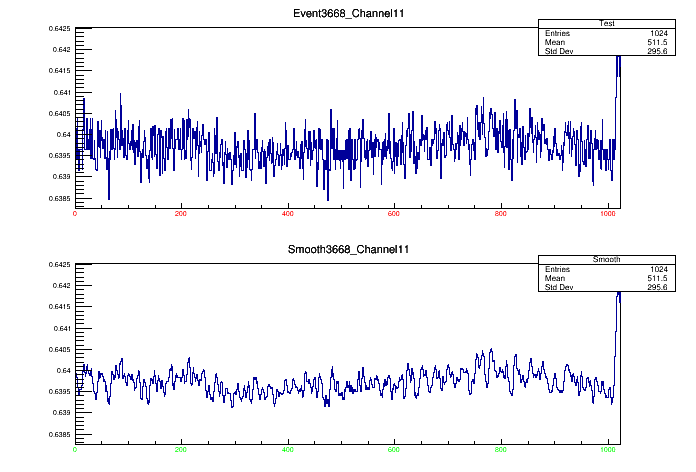 Event3668_Channel11
Test
Entries 1024
Mean 511.5
Std Dev 295.6
0.6425
0.642
0.6415
0.641
0.6405
0.64
0.6395
0.639
0.6385
0 200 400 600 800 1000
Smooth3668_Channel11
Smooth
Entries 1024
Mean 511.5
Std Dev 295.6
0.6425
0.642
0.6415
0.641
0.6405
0.64
0.6395
0.639
0.6385
0 200 400 600 800 1000